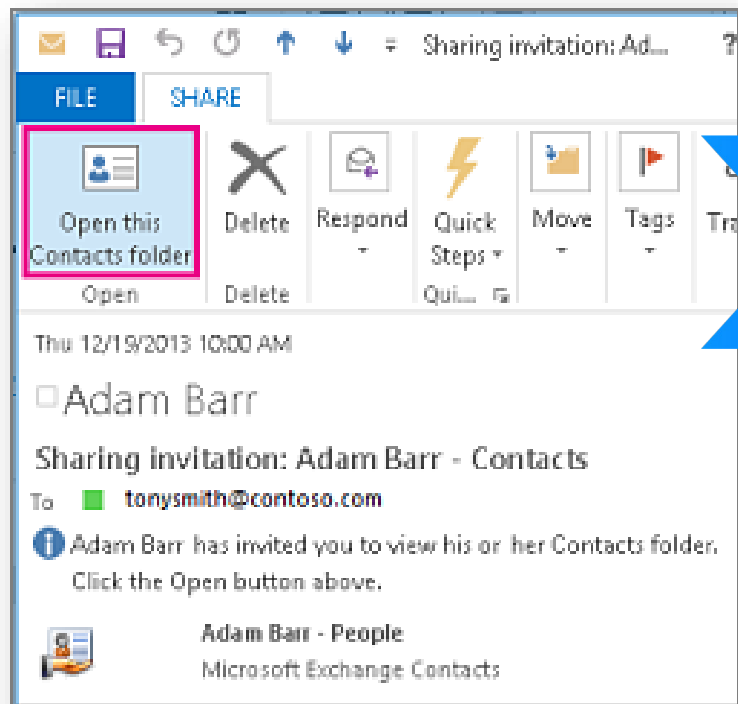 Sharing invitation: Ad... ?
FILE SHARE
Open this Contacts folder
Delete
Respond
Quick Steps
Move
Tags
Open
Delete
Qui...
Thu 12/19/2013 10:00 AM
Adam Barr
Sharing invitation: Adam Barr - Contacts
To tonysmith@contoso.com
Adam Barr has invited you to view his or her Contacts folder.
Click the Open button above.
Adam Barr - People
Microsoft Exchange Contacts